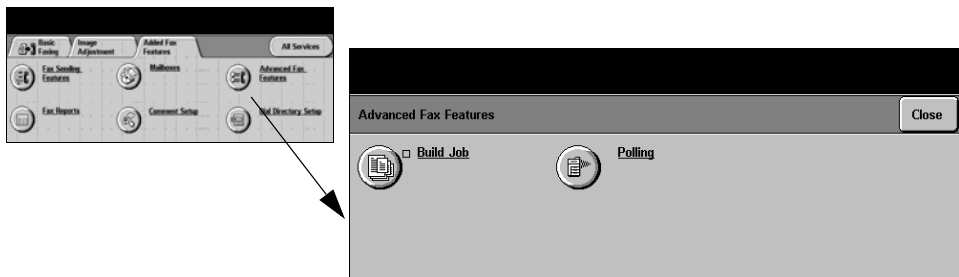 Basic Faxing
Image Adjustment
Added Fax Features
All Services
Fax Sending Features
Mailboxes
Advanced Fax Features
Fax Reports
Comment Setup
Dial Directory Setup
Advanced Fax Features
Close
Build Job
Polling